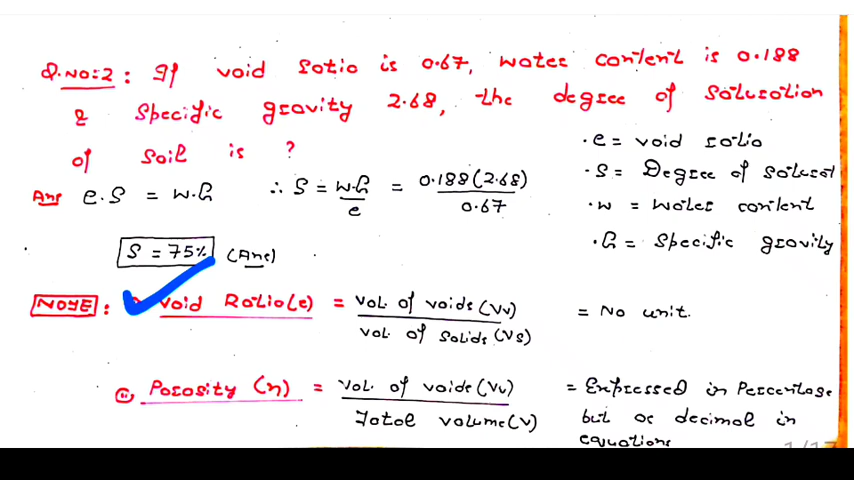 Q.NO:2 : If void ratio is 0.67, water content is 0.188
& specific gravity 2.68, the degree of saturation
of soil is ?
Ans e.S = w.G ∴ S = w.G/e = 0.188(2.68)/0.67
S = 75% (Ans)
• e = void ratio
• S = Degree of saturat
• w = water content
• G = specific gravity
NOTE : void Ratio(e) = vol. of voids(Vv)/vol. of solids(Vs) = No unit.
ii Porosity (n) = vol. of voids(Vv)/Total volume(V) = Expressed in Percentage
but as decimal in
equations